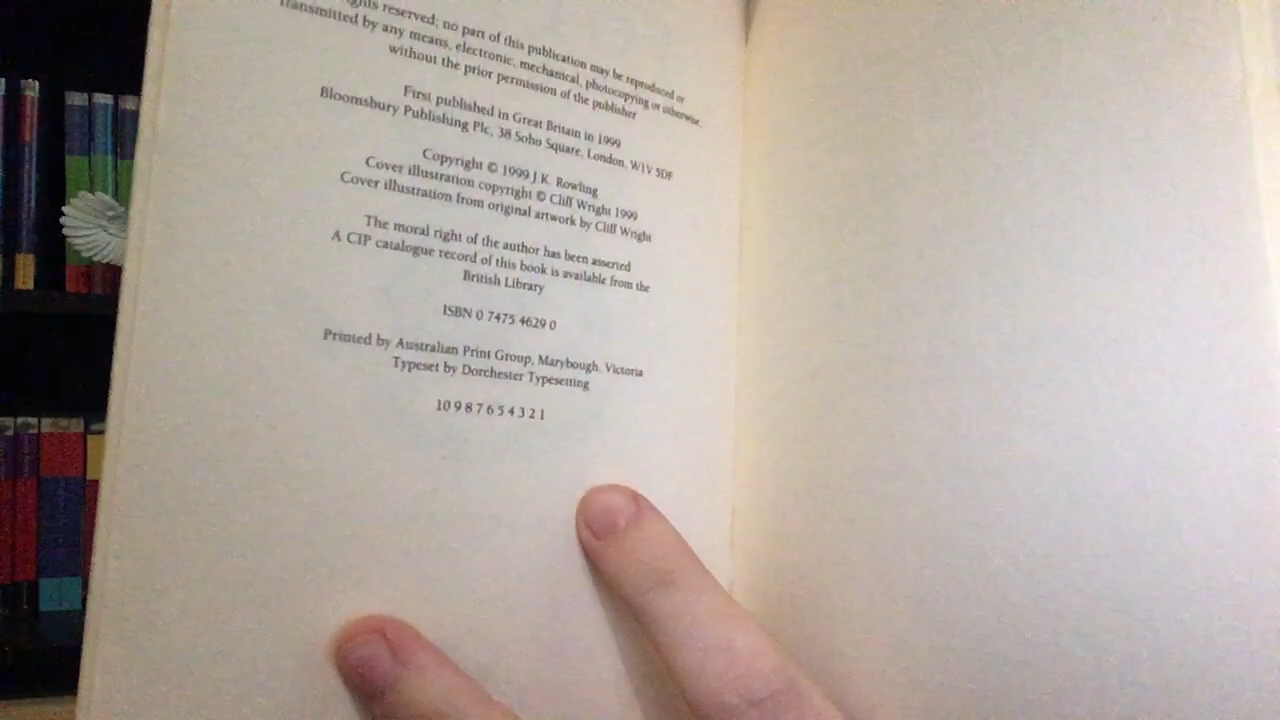 rights reserved; no part of this publication may be reproduced or
transmitted by any means, electronic, mechanical, photocopying or otherwise,
without the prior permission of the publisher
First published in Great Britain in 1999
Bloomsbury Publishing Plc, 38 Soho Square, London, W1V 5DF
Copyright © 1999 J.K. Rowling
Cover illustration copyright © Cliff Wright 1999
Cover illustration from original artwork by Cliff Wright
The moral right of the author has been asserted
A CIP catalogue record of this book is available from the
British Library
ISBN 0 7475 4629 0
Printed by Australian Print Group, Marybough, Victoria
Typeset by Dorchester Typesetting
10 9 8 7 6 5 4 3 2 1